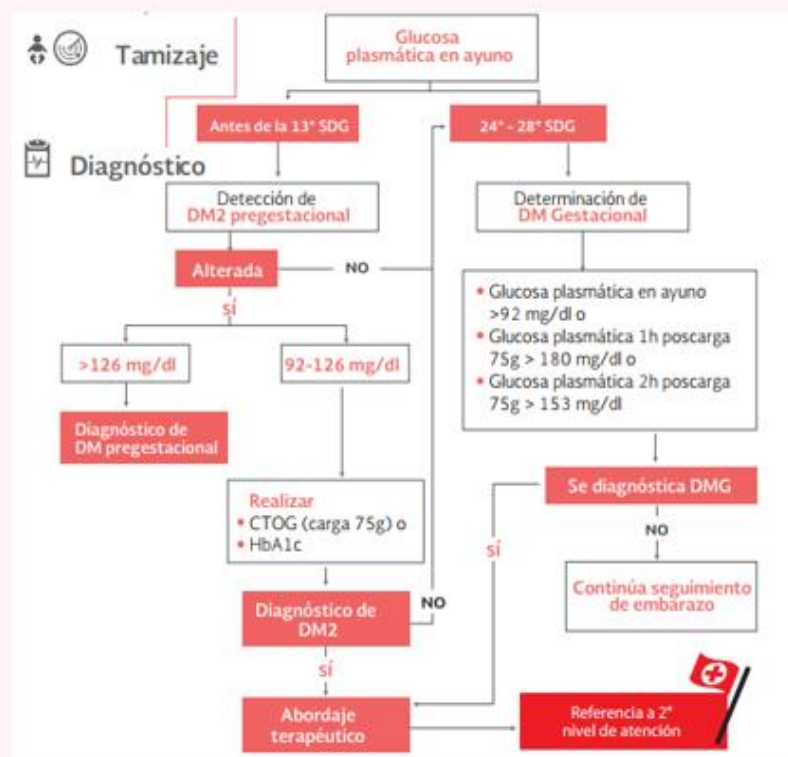 Tamizaje
Glucosa
plasmática en ayuno
Antes de la 13° SDG
24° - 28° SDG
Diagnóstico
Detección de
DM2 pregestacional
Determinación de
DM Gestacional
Alterada
NO
sí
• Glucosa plasmática en ayuno
>92 mg/dl o
• Glucosa plasmática 1h poscarga
75g > 180 mg/dl o
• Glucosa plasmática 2h poscarga
75g > 153 mg/dl
>126 mg/dl
92-126 mg/dl
Diagnóstico de
DM pregestacional
Se diagnóstica DMG
Realizar
• CTOG (carga 75g) o
• HbA1c
sí
NO
Continúa seguimiento
de embarazo
Diagnóstico de
DM2
NO
sí
Abordaje
terapéutico
Referencia a 2°
nivel de atención